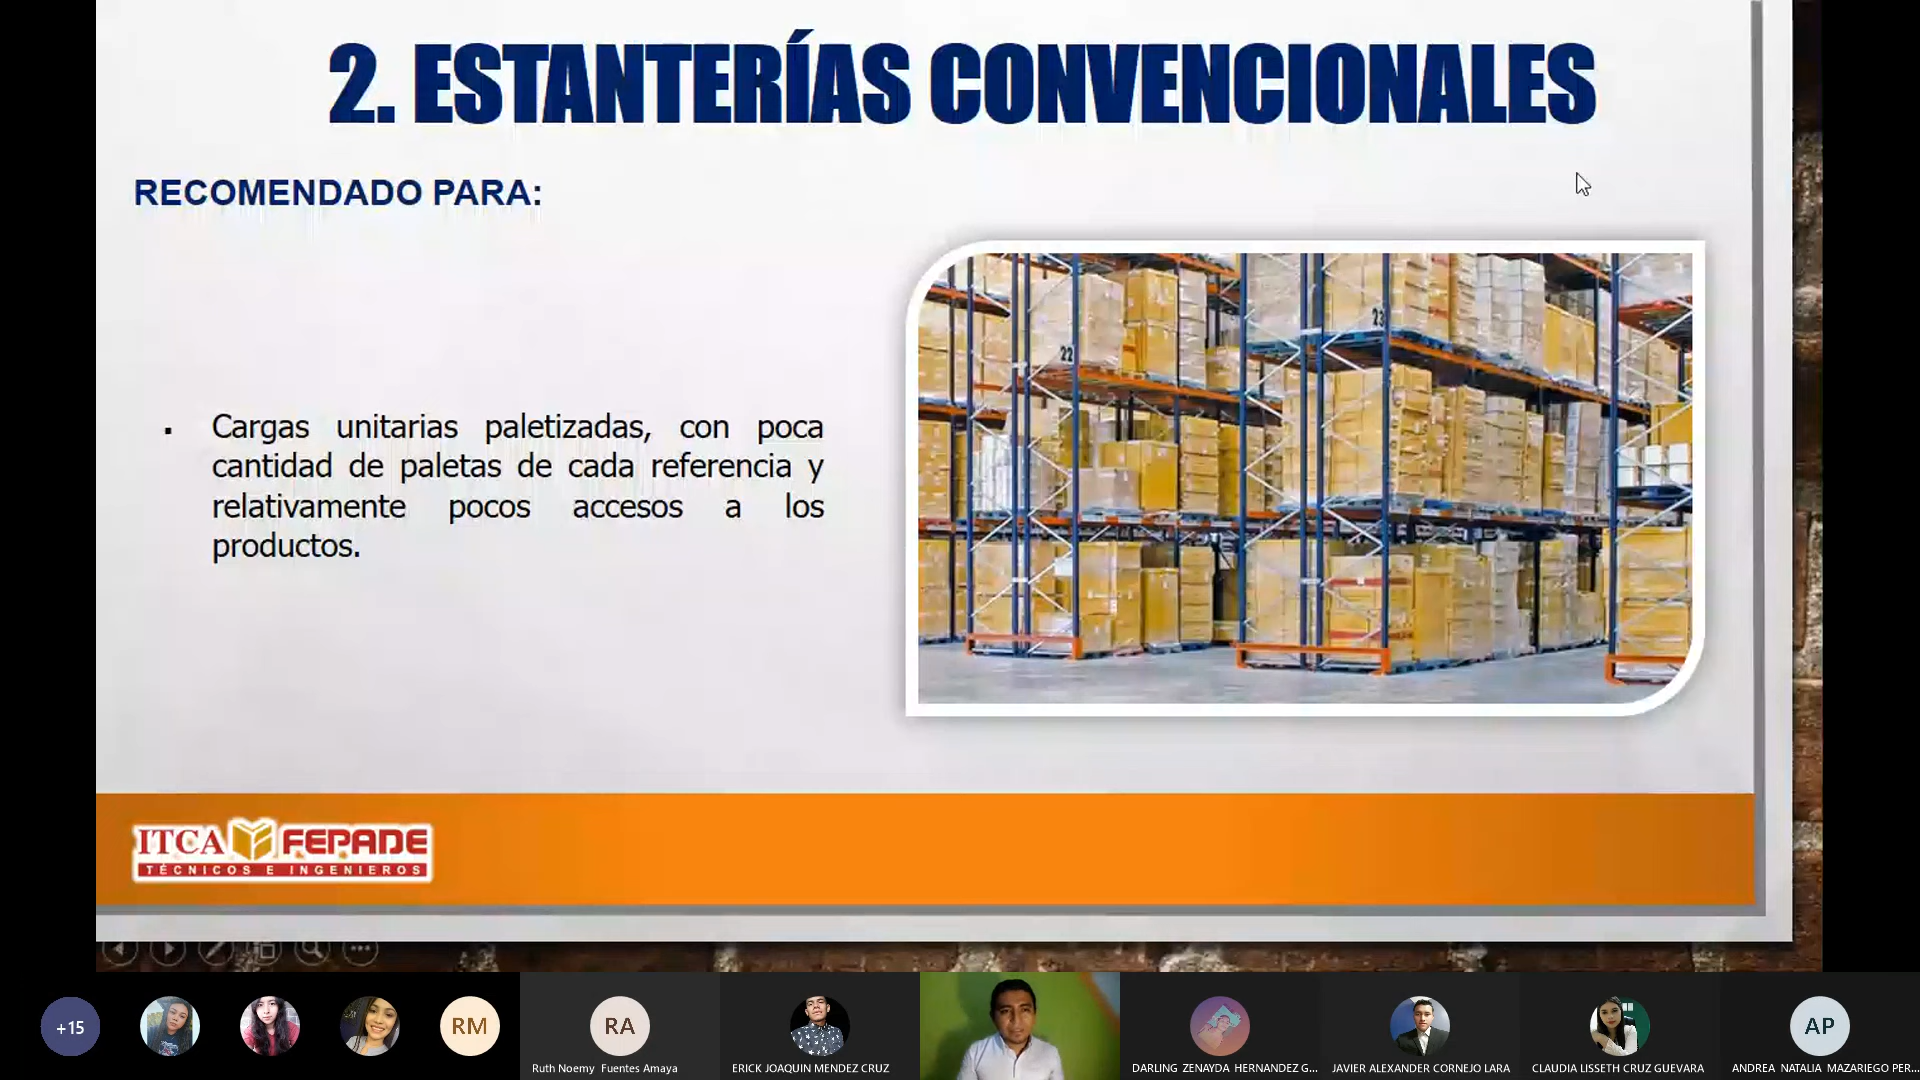 2. ESTANTERÍAS CONVENCIONALES
RECOMENDADO PARA:
▪ Cargas unitarias paletizadas, con poca
cantidad de paletas de cada referencia y
relativamente pocos accesos a los
productos.
22
23
ITCA FEPADE
TÉCNICOS E INGENIEROS
+15
RM
RA
AP
Ruth Noemy Fuentes Amaya
ERICK JOAQUIN MENDEZ CRUZ
DARLING ZENAYDA HERNANDEZ G...
JAVIER ALEXANDER CORNEJO LARA
CLAUDIA LISSETH CRUZ GUEVARA
ANDREA NATALIA MAZARIEGO PER...